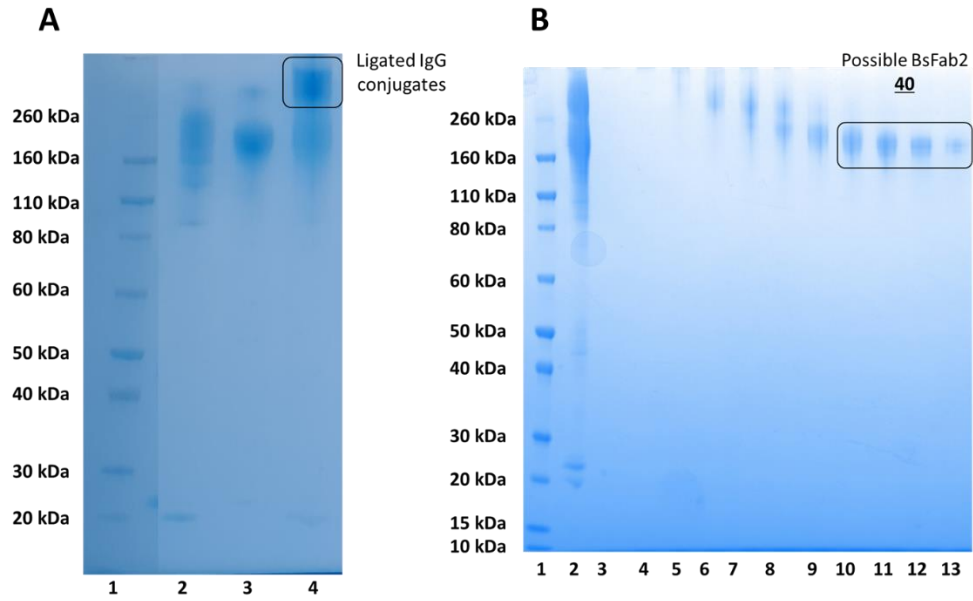 A
B
Ligated IgG
conjugates
260 kDa
160 kDa
110 kDa
80 kDa
60 kDa
50 kDa
40 kDa
30 kDa
20 kDa
1 2 3 4
Possible BsFab2
40
260 kDa
160 kDa
110 kDa
80 kDa
60 kDa
50 kDa
40 kDa
30 kDa
20 kDa
15 kDa
10 kDa
1 2 3 4 5 6 7 8 9 10 11 12 13